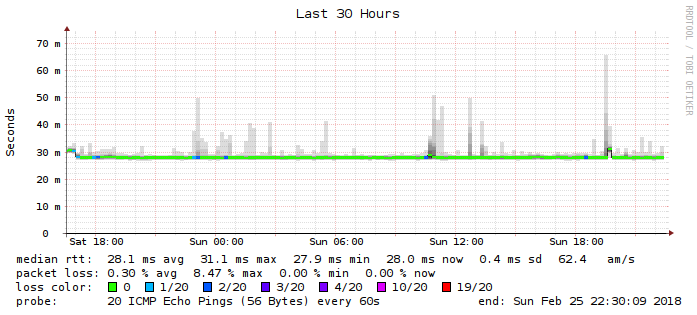 Last 30 Hours
RRDTOOL / TOBI OETIKER
Seconds
70 m
60 m
50 m
40 m
30 m
20 m
10 m
0
Sat 18:00 Sun 00:00 Sun 06:00 Sun 12:00 Sun 18:00
median rtt: 28.1 ms avg 31.1 ms max 27.9 ms min 28.0 ms now 0.4 ms sd 62.4 am/s
packet loss: 0.30 % avg 8.47 % max 0.00 % min 0.00 % now
loss color: 0 1/20 2/20 3/20 4/20 10/20 19/20
probe: 20 ICMP Echo Pings (56 Bytes) every 60s end: Sun Feb 25 22:30:09 2018